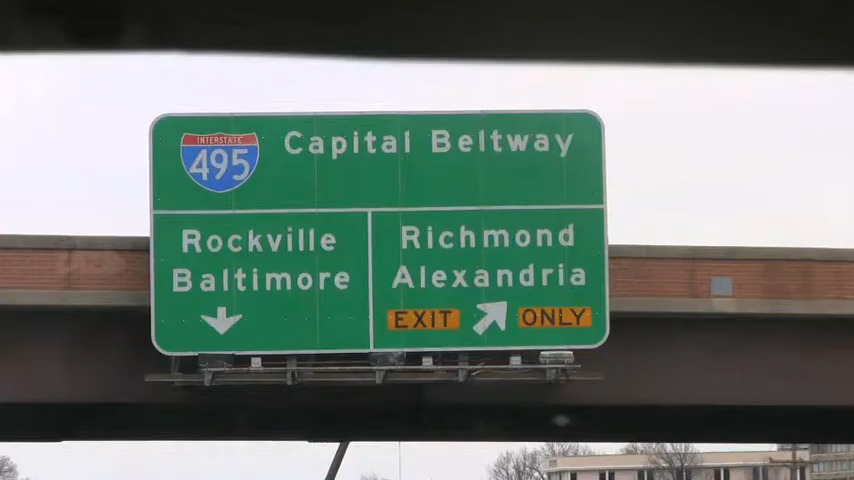 INTERSTATE
495
Capital Beltway
Rockville
Baltimore
Richmond
Alexandria
EXIT ONLY